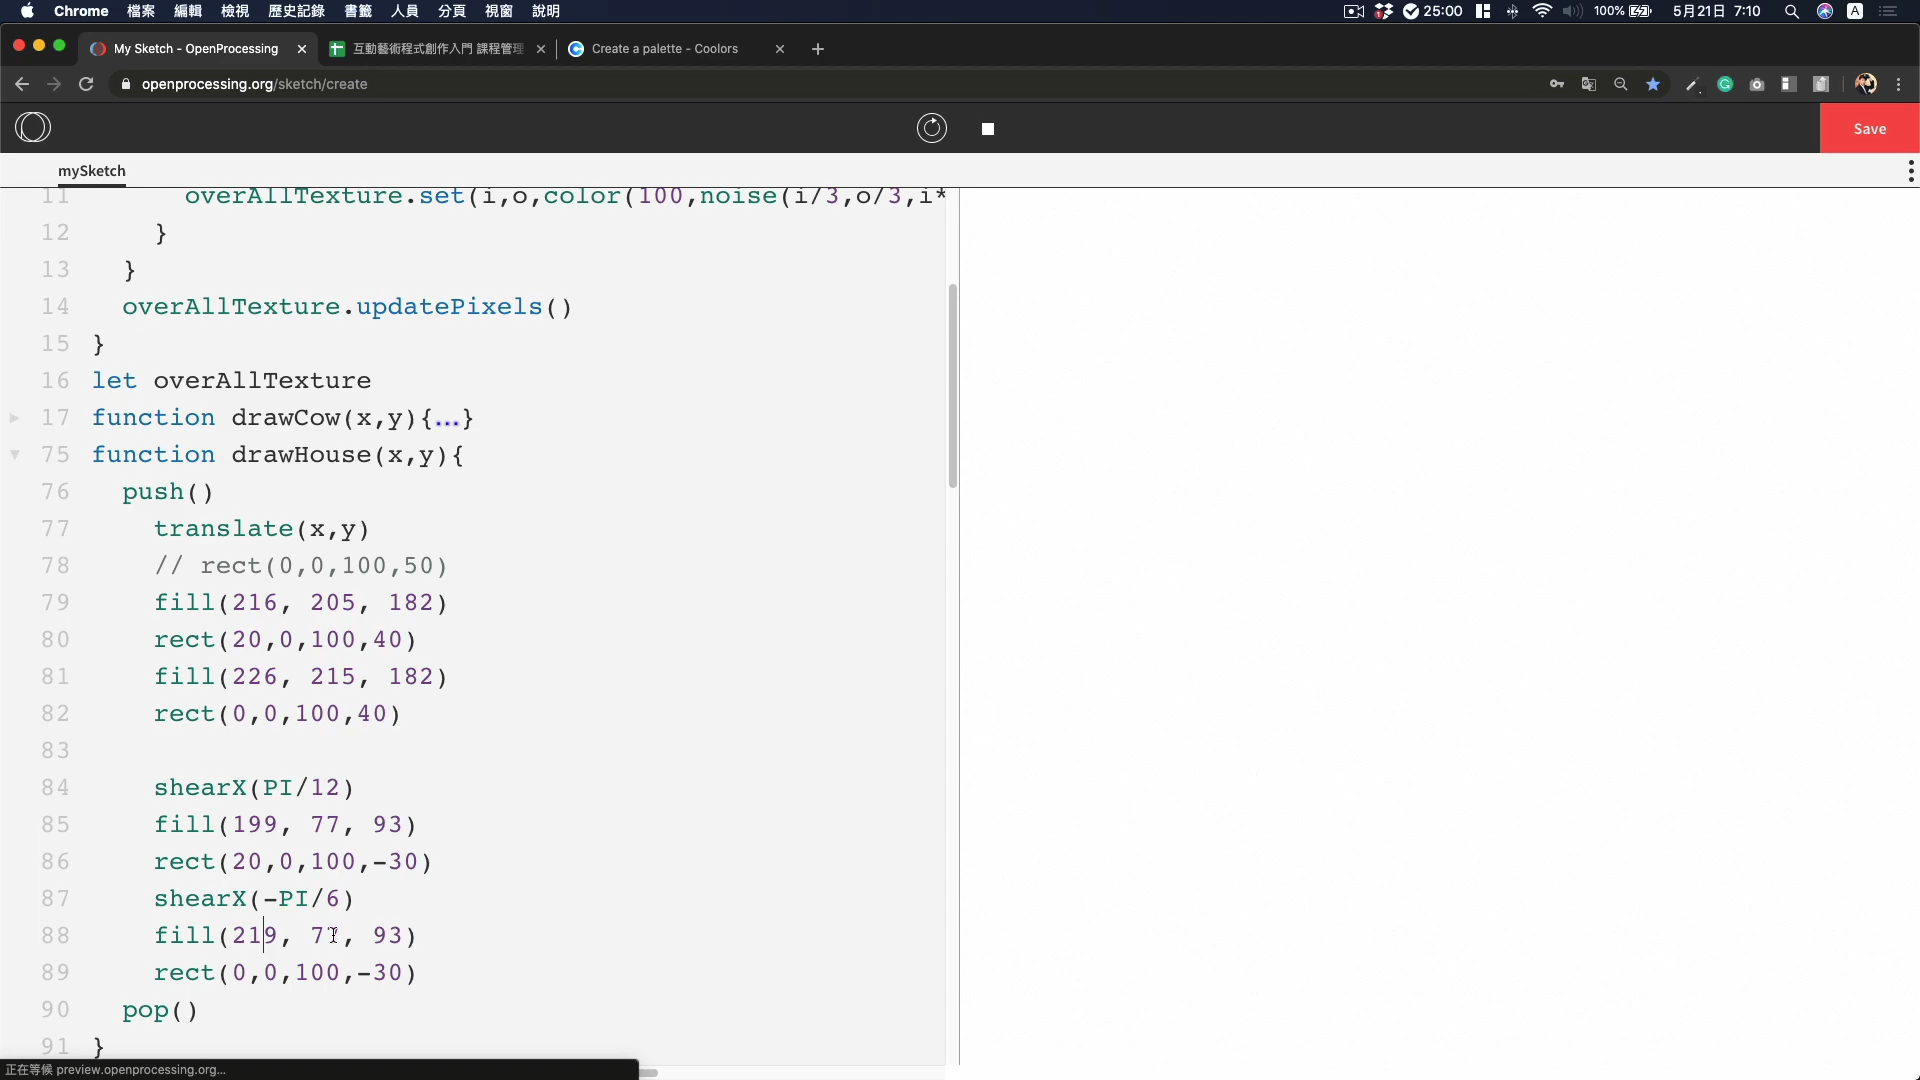 Chrome 檔案 編輯 檢視 歷史記錄 書籤 人員 分頁 視窗 說明 25:00 100% 5月21日 7:10 A
My Sketch - OpenProcessing 互動藝術程式創作入門 課程管理 Create a palette - Coolors
openprocessing.org/sketch/create
Save
mySketch
11 overAllTexture.set(i,o,color(100,noise(i/3,o/3,i*
12 }
13 }
14 overAllTexture.updatePixels()
15 }
16 let overAllTexture
17 function drawCow(x,y){...}
75 function drawHouse(x,y){
76 push()
77 translate(x,y)
78 // rect(0,0,100,50)
79 fill(216, 205, 182)
80 rect(20,0,100,40)
81 fill(226, 215, 182)
82 rect(0,0,100,40)
83
84 shearX(PI/12)
85 fill(199, 77, 93)
86 rect(20,0,100,-30)
87 shearX(-PI/6)
88 fill(219, 77, 93)
89 rect(0,0,100,-30)
90 pop()
91 }
正在等候 preview.openprocessing.org...